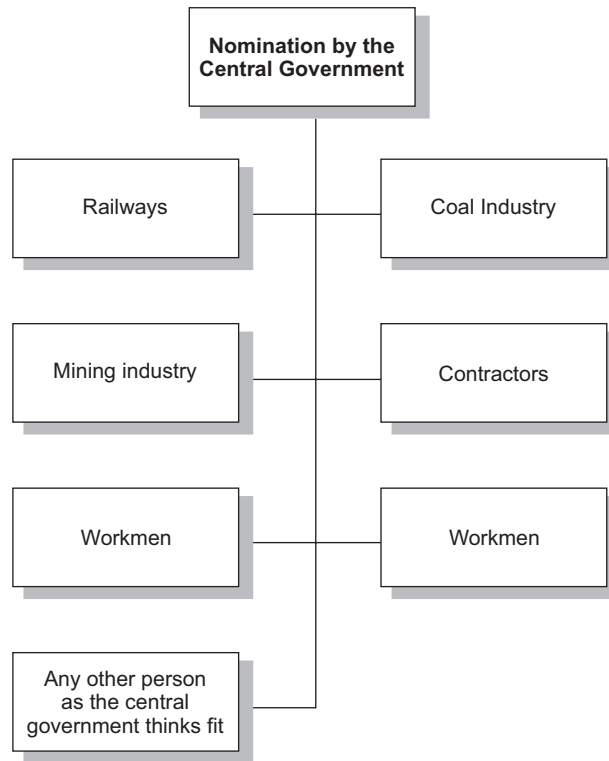 Nomination by the
Central Government
Railways
Coal Industry
Mining industry
Contractors
Workmen
Workmen
Any other person
as the central
government thinks fit